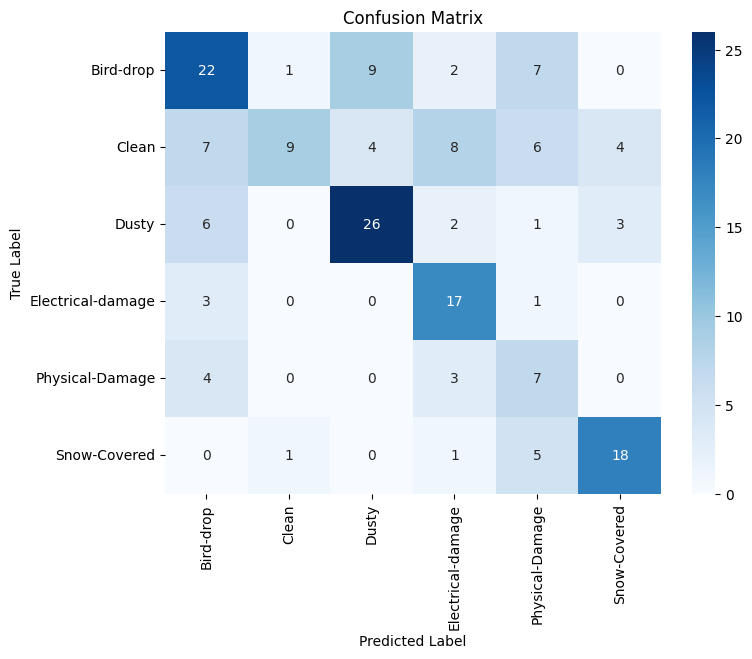 Confusion Matrix
True Label
Bird-drop 22 1 9 2 7 0
Clean 7 9 4 8 6 4
Dusty 6 0 26 2 1 3
Electrical-damage 3 0 0 17 1 0
Physical-Damage 4 0 0 3 7 0
Snow-Covered 0 1 0 1 5 18
Bird-drop Clean Dusty Electrical-damage Physical-Damage Snow-Covered
Predicted Label
25
20
15
10
5
0